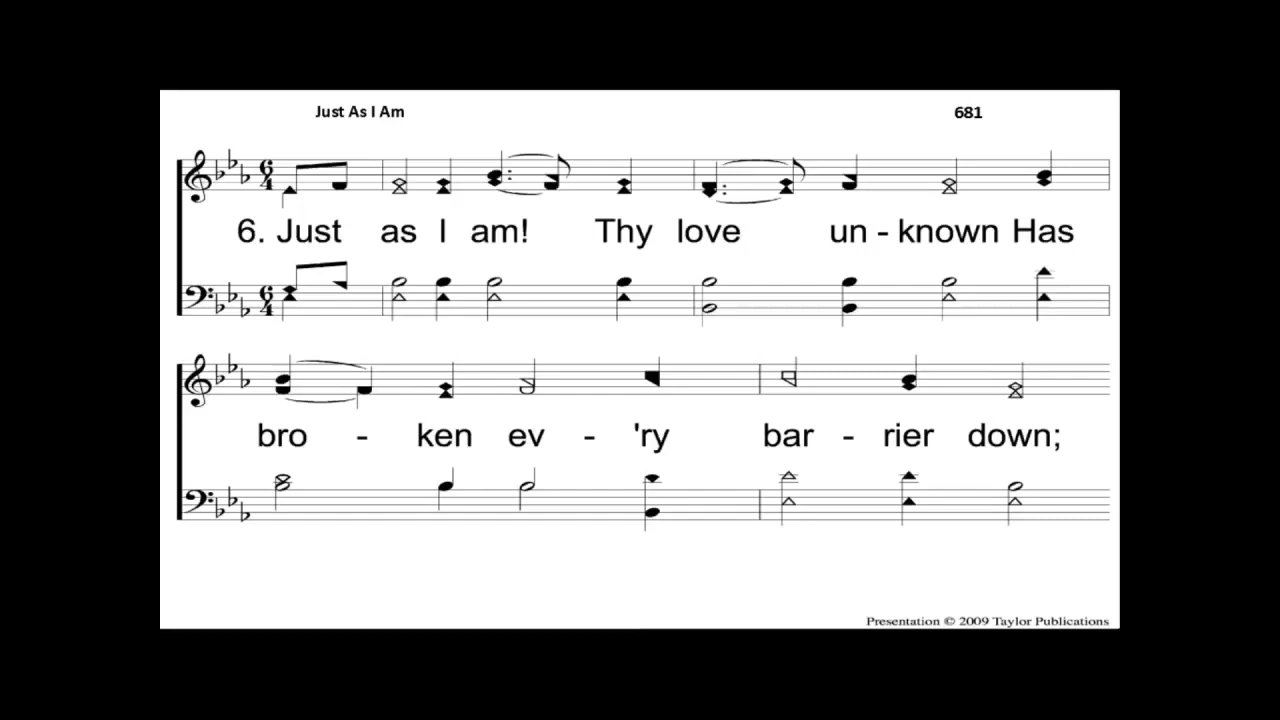 Just As I Am 681
6. Just as I am! Thy love un - known Has
bro - ken ev - 'ry bar - rier down;
Presentation © 2009 Taylor Publications